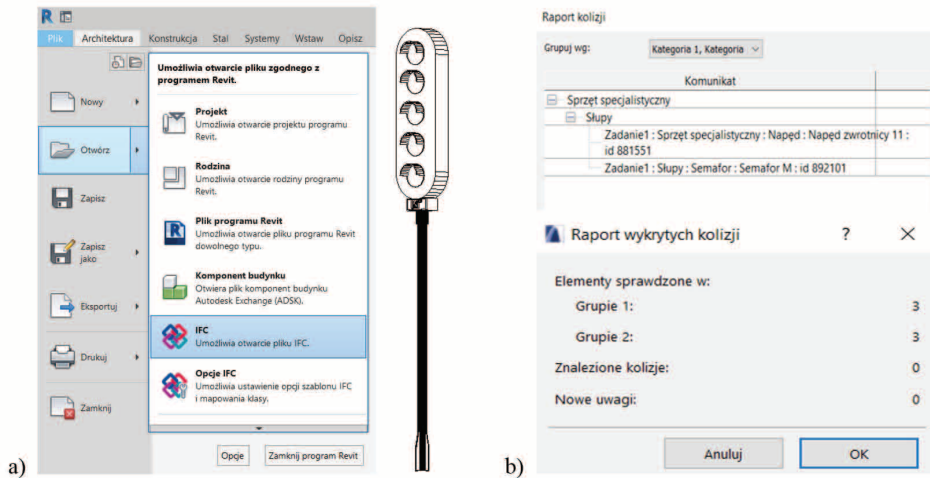 Plik Architektura Konstrukcja Stal Systemy Wstaw Opisz
Nowy
Otwórz
Zapisz
Zapisz
jako
Eksportuj
Drukuj
Zamknij
Umożliwia otwarcie pliku zgodnego z
programem Revit.
Projekt
Umożliwia otwarcie projektu programu
Revit.
Rodzina
Umożliwia otwarcie rodziny programu
Revit.
Plik programu Revit
Umożliwia otwarcie pliku programu Revit
dowolnego typu.
Komponent budynku
Otwiera plik komponent budynku
Autodesk Exchange (ADSK).
IFC
Umożliwia otwarcie pliku IFC.
Opcje IFC
Umożliwia ustawienie opcji szablonu IFC
i mapowania klasy.
Opcje Zamknij program Revit
a)
Raport kolizji
Grupuj wg: Kategoria 1, Kategoria
Komunikat
Sprzęt specjalistyczny
Słupy
Zadanie1 : Sprzęt specjalistyczny : Napęd : Napęd zwrotnicy 11 :
id 881551
Zadanie1 : Słupy : Semafor : Semafor M : id 892101
Raport wykrytych kolizji ?
Elementy sprawdzone w:
Grupie 1: 3
Grupie 2: 3
Znalezione kolizje: 0
Nowe uwagi: 0
Anuluj OK
b)